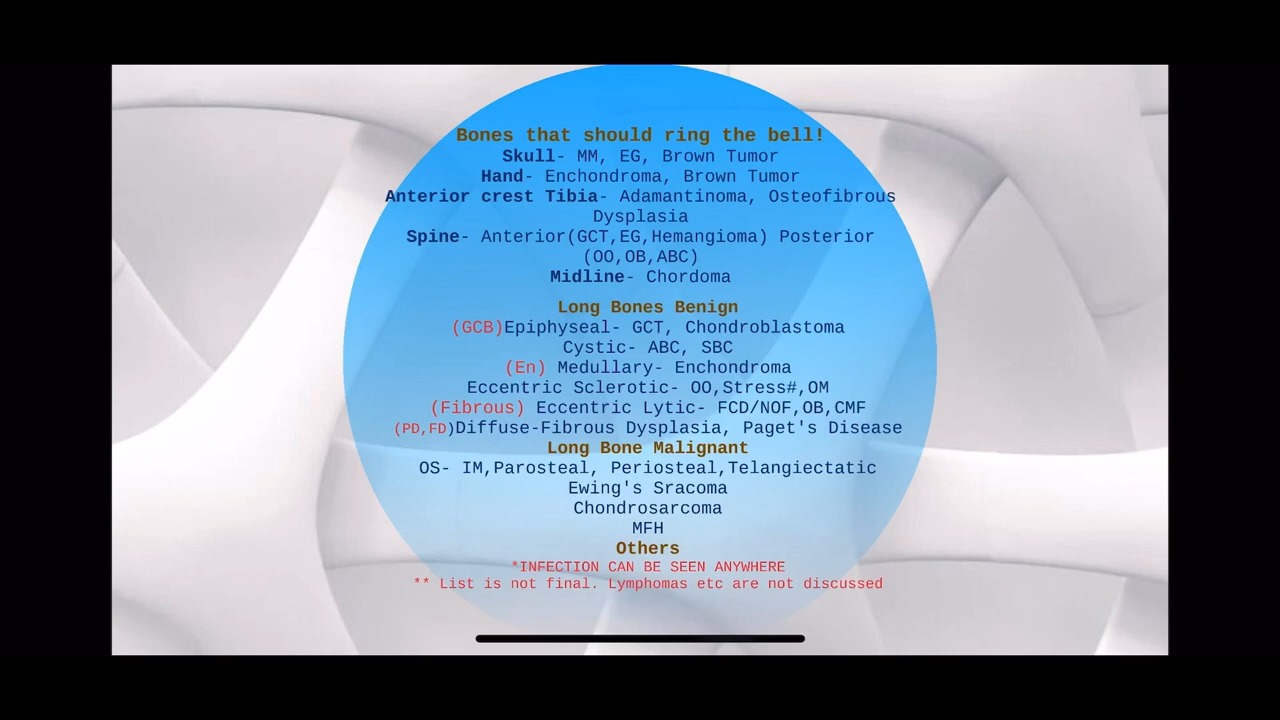 Bones that should ring the bell!
Skull- MM, EG, Brown Tumor
Hand- Enchondroma, Brown Tumor
Anterior crest Tibia- Adamantinoma, Osteofibrous
Dysplasia
Spine- Anterior(GCT,EG,Hemangioma) Posterior
(OO,OB,ABC)
Midline- Chordoma
Long Bones Benign
(GCB)Epiphyseal- GCT, Chondroblastoma
Cystic- ABC, SBC
(En) Medullary- Enchondroma
Eccentric Sclerotic- OO,Stress#,OM
(Fibrous) Eccentric Lytic- FCD/NOF,OB,CMF
(PD,FD)Diffuse-Fibrous Dysplasia, Paget's Disease
Long Bone Malignant
OS- IM,Parosteal, Periosteal,Telangiectatic
Ewing's Sracoma
Chondrosarcoma
MFH
Others
*INFECTION CAN BE SEEN ANYWHERE
** List is not final. Lymphomas etc are not discussed